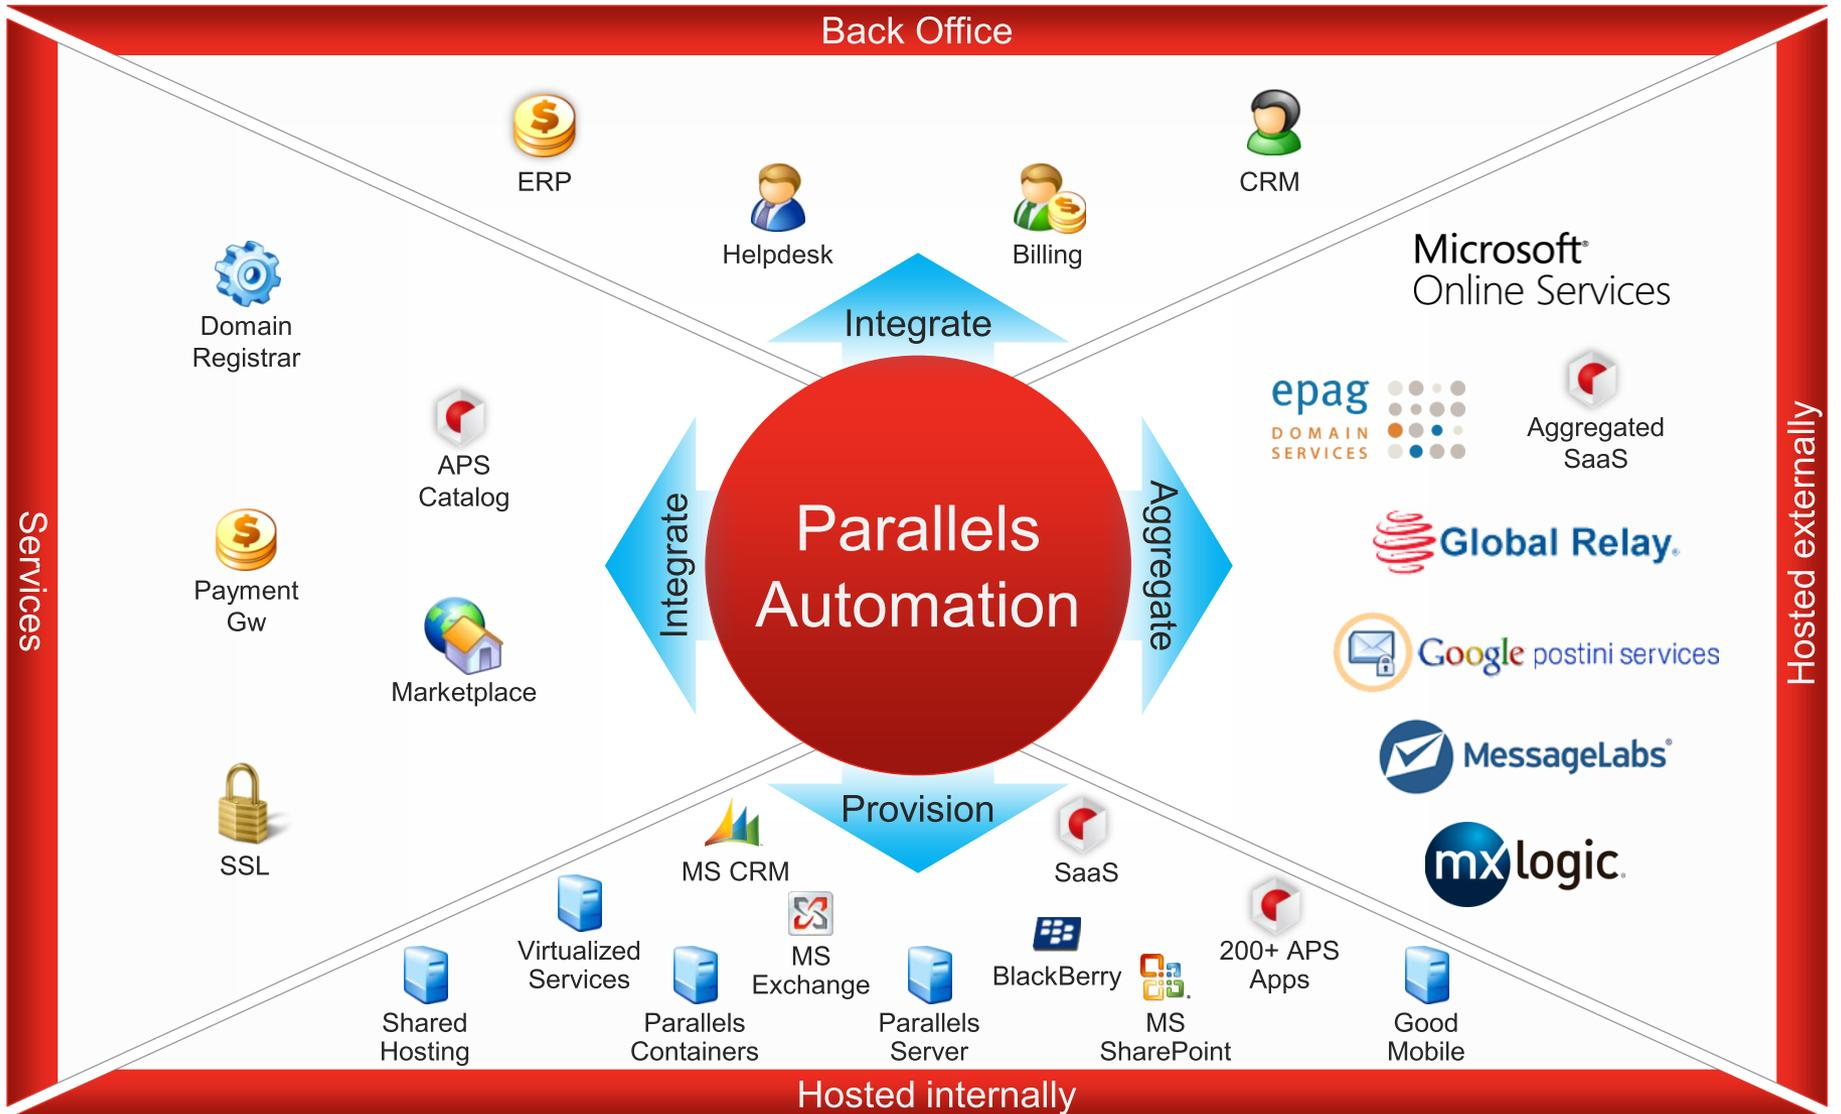 Back Office
ERP
Helpdesk
Billing
CRM
Integrate
Services
Domain
Registrar
APS
Catalog
Payment
Gw
Marketplace
SSL
Integrate
Parallels
Automation
Aggregate
Microsoft®
Online Services
epag
DOMAIN
SERVICES
Aggregated
SaaS
Global Relay®
Google postini services
MessageLabs®
mxlogic®
Hosted externally
Provision
MS CRM
SaaS
Virtualized
Services
MS
Exchange
BlackBerry
200+ APS
Apps
Shared
Hosting
Parallels
Containers
Parallels
Server
MS
SharePoint
Good
Mobile
Hosted internally